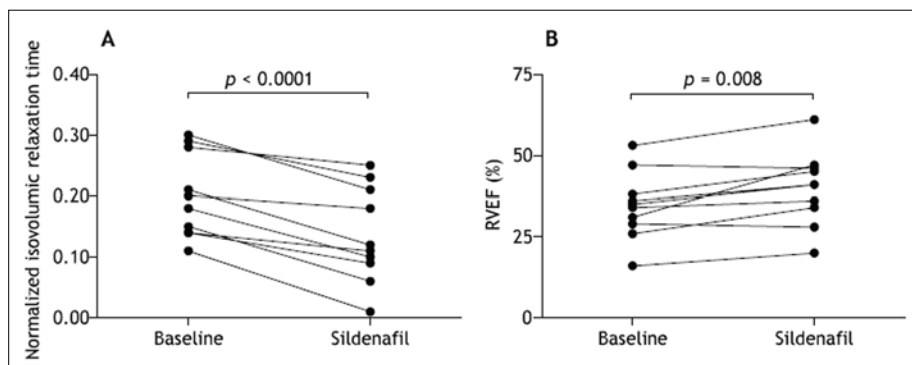 A
Normalized isovolumic relaxation time
0.40
0.30
0.20
0.10
0.00
p < 0.0001
Baseline
Sildenafil
B
RVEF (%)
75
50
25
0
p = 0.008
Baseline
Sildenafil